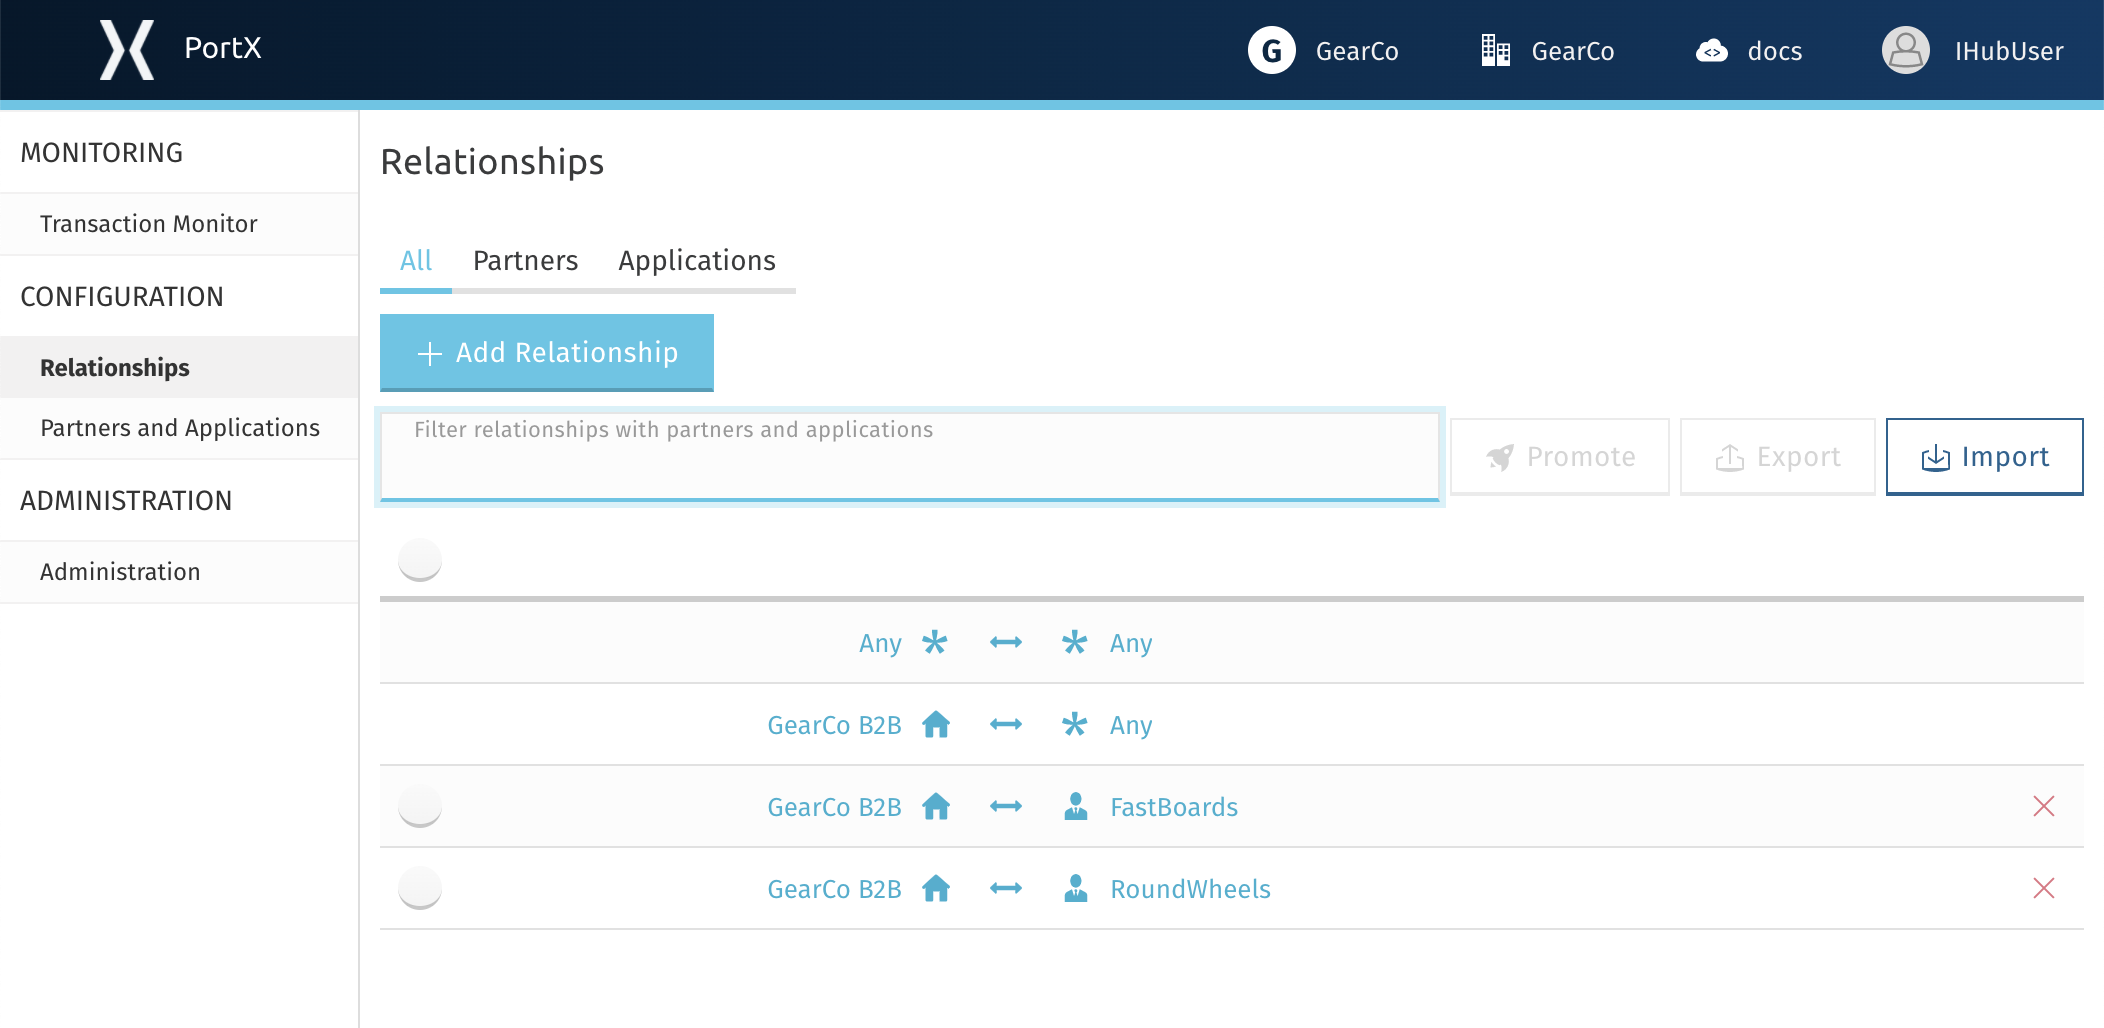 PortX
G GearCo
GearCo
docs
IHubUser
MONITORING
Transaction Monitor
CONFIGURATION
Relationships
Partners and Applications
ADMINISTRATION
Administration
Relationships
All Partners Applications
+ Add Relationship
Filter relationships with partners and applications
Promote
Export
Import
Any * ↔ * Any
GearCo B2B ↔ * Any
GearCo B2B ↔ FastBoards
GearCo B2B ↔ RoundWheels